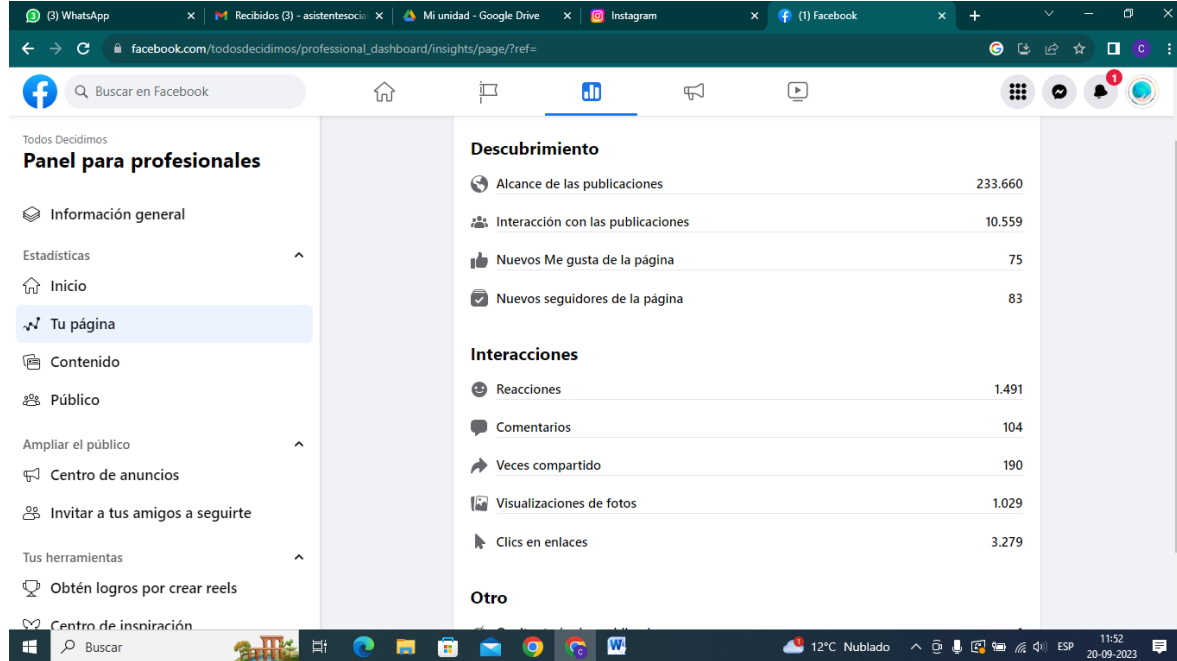 (3) WhatsApp
Recibidos (3) - asistentesocial
Mi unidad - Google Drive
Instagram
(1) Facebook
facebook.com/todosdecidimos/professional_dashboard/insights/page/?ref=
C
Buscar en Facebook
1
Todos Decidimos
Panel para profesionales
Información general
Estadísticas
Inicio
Tu página
Contenido
Público
Ampliar el público
Centro de anuncios
Invitar a tus amigos a seguirte
Tus herramientas
Obtén logros por crear reels
Centro de inspiración
Descubrimiento
Alcance de las publicaciones 233.660
Interacción con las publicaciones 10.559
Nuevos Me gusta de la página 75
Nuevos seguidores de la página 83
Interacciones
Reacciones 1.491
Comentarios 104
Veces compartido 190
Visualizaciones de fotos 1.029
Clics en enlaces 3.279
Otro
Buscar
12°C Nublado
ESP
11:52
20-09-2023